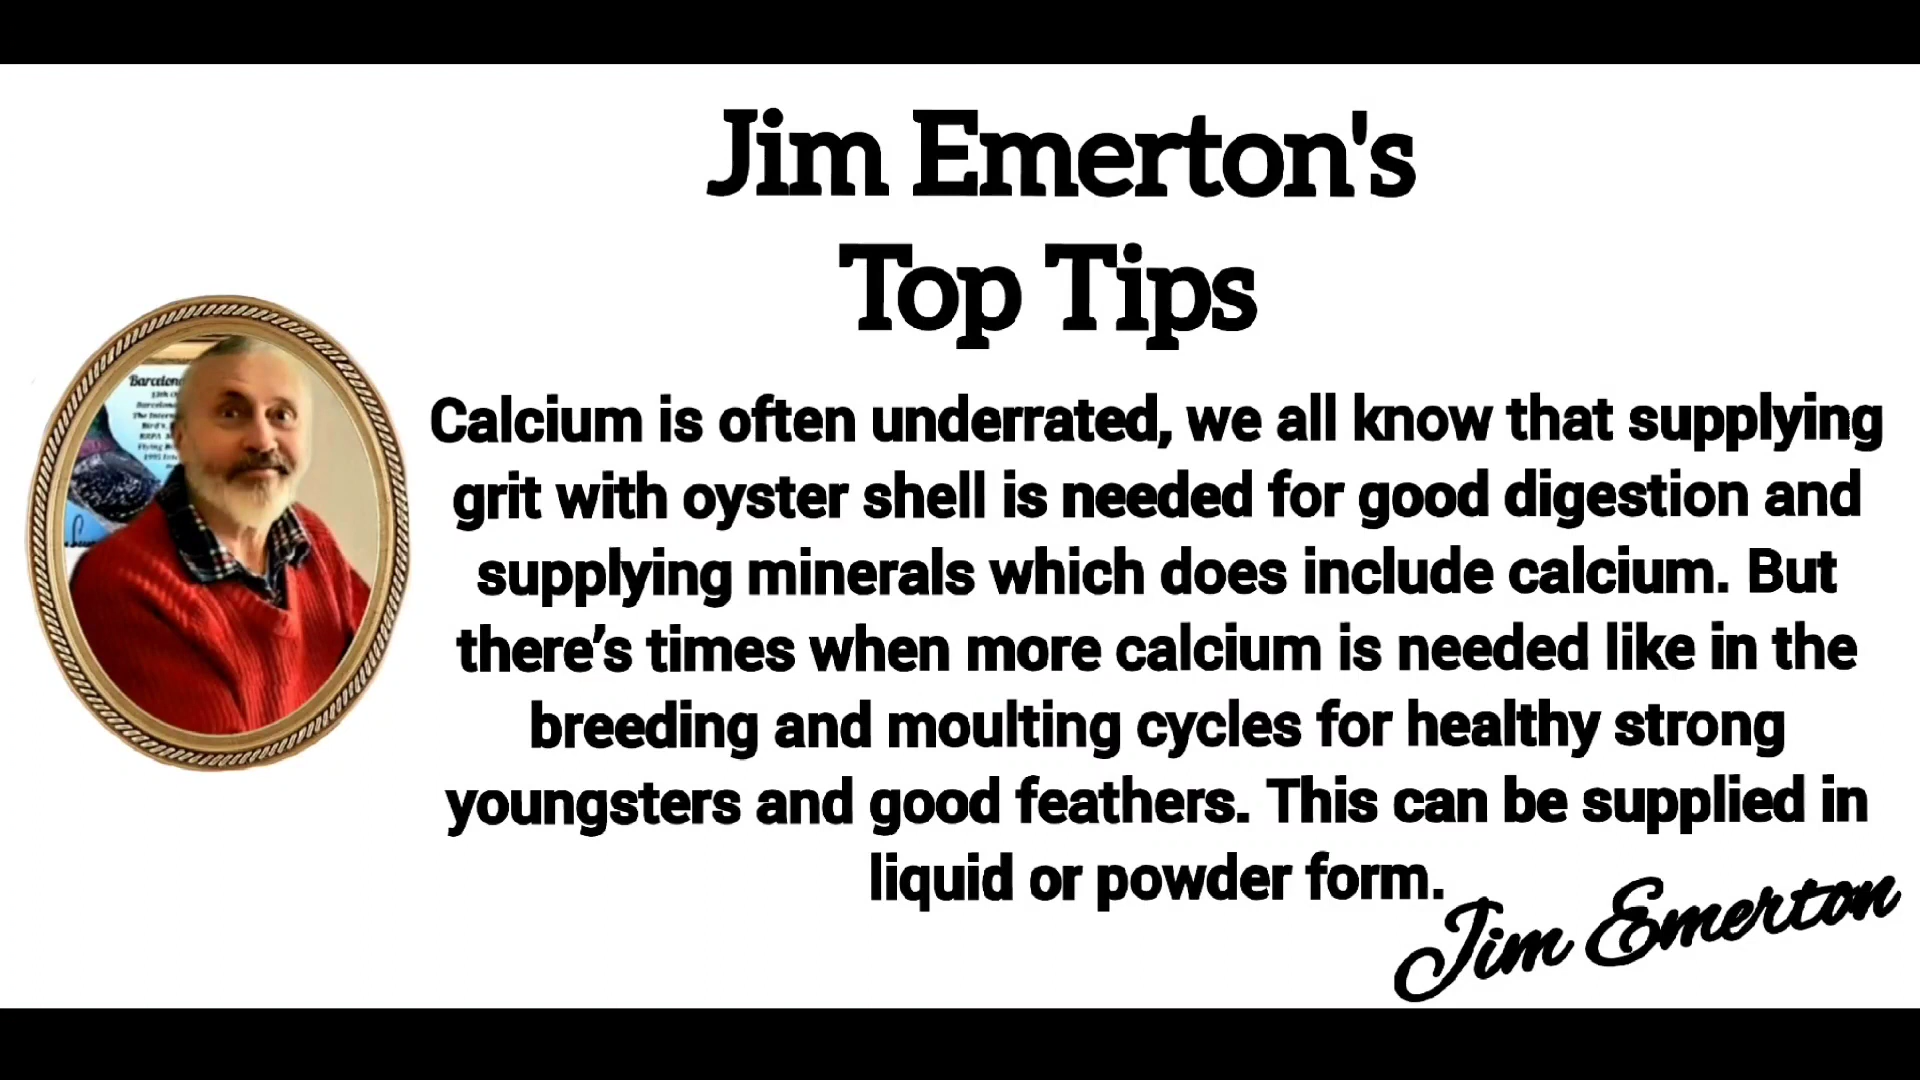 Jim Emerton's
Top Tips
Calcium is often underrated, we all know that supplying
grit with oyster shell is needed for good digestion and
supplying minerals which does include calcium. But
there’s times when more calcium is needed like in the
breeding and moulting cycles for healthy strong
youngsters and good feathers. This can be supplied in
liquid or powder form.
Jim Emerton